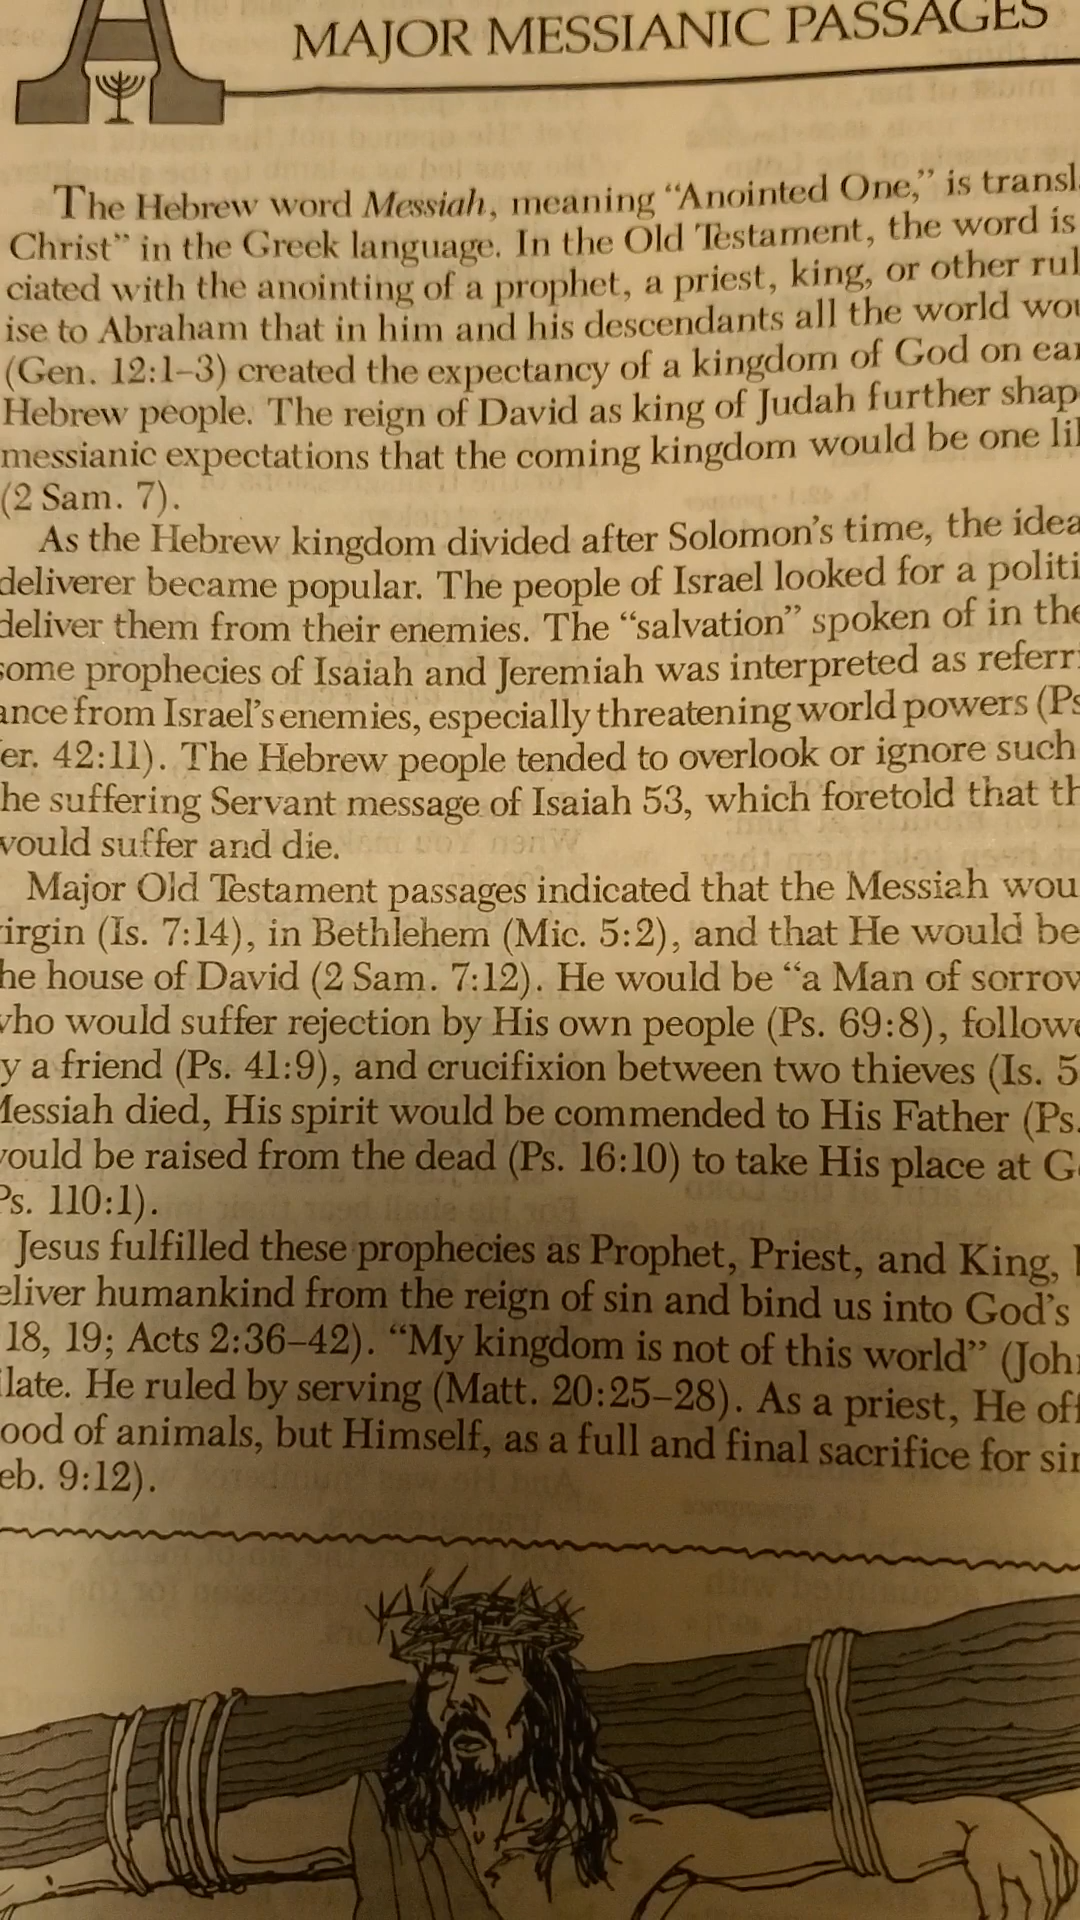 MAJOR MESSIANIC PASSAGES
The Hebrew word Messiah, meaning “Anointed One,” is transl
Christ” in the Greek language. In the Old Testament, the word is
ciated with the anointing of a prophet, a priest, king, or other rul
ise to Abraham that in him and his descendants all the world wou
(Gen. 12:1–3) created the expectancy of a kingdom of God on ear
Hebrew people. The reign of David as king of Judah further shap
messianic expectations that the coming kingdom would be one lik
(2 Sam. 7).
As the Hebrew kingdom divided after Solomon’s time, the idea
deliverer became popular. The people of Israel looked for a politi
deliver them from their enemies. The “salvation” spoken of in the
some prophecies of Isaiah and Jeremiah was interpreted as referri
ance from Israel’s enemies, especially threatening world powers (Ps
er. 42:11). The Hebrew people tended to overlook or ignore such
he suffering Servant message of Isaiah 53, which foretold that th
would suffer and die.
Major Old Testament passages indicated that the Messiah wou
virgin (Is. 7:14), in Bethlehem (Mic. 5:2), and that He would be
he house of David (2 Sam. 7:12). He would be “a Man of sorrow
who would suffer rejection by His own people (Ps. 69:8), followe
y a friend (Ps. 41:9), and crucifixion between two thieves (Is. 5
Messiah died, His spirit would be commended to His Father (Ps.
would be raised from the dead (Ps. 16:10) to take His place at Go
Ps. 110:1).
Jesus fulfilled these prophecies as Prophet, Priest, and King,
eliver humankind from the reign of sin and bind us into God’s
18, 19; Acts 2:36–42). “My kingdom is not of this world” (John
ilate. He ruled by serving (Matt. 20:25–28). As a priest, He off
ood of animals, but Himself, as a full and final sacrifice for sin
eb. 9:12).